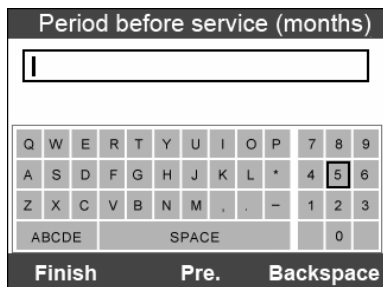 Period before service (months)
Q W E R T Y U I O P 7 8 9
A S D F G H J K L * 4 5 6
Z X C V B N M , . - 1 2 3
ABCDE SPACE 0
Finish Pre. Backspace